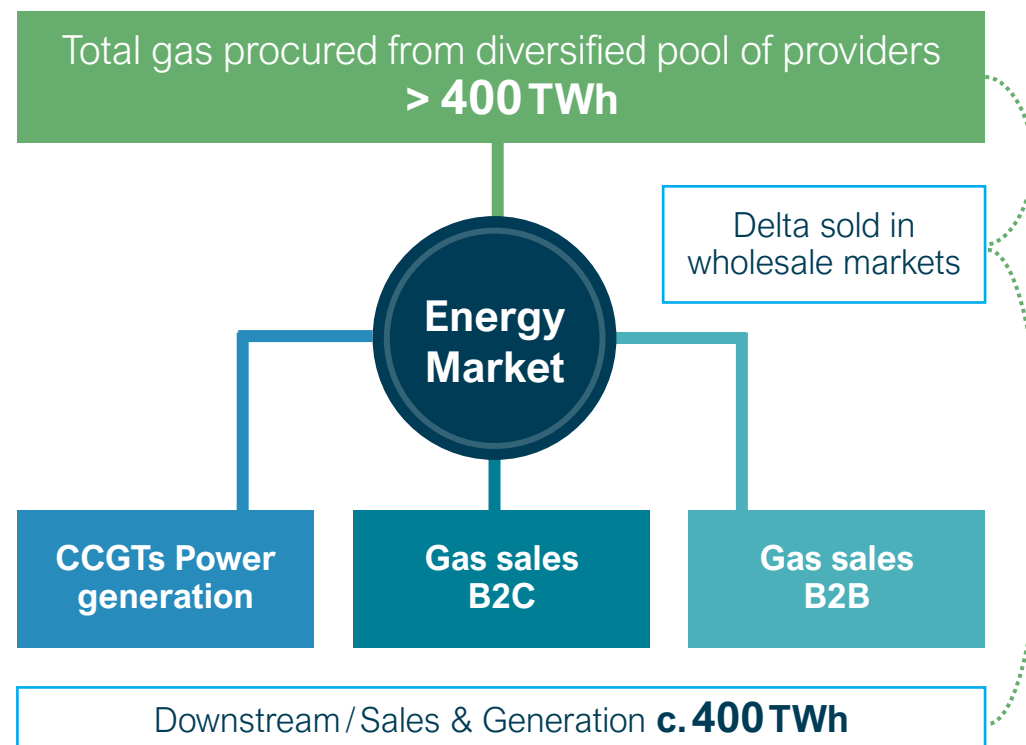 Total gas procured from diversified pool of providers
> 400 TWh
Delta sold in
wholesale markets
Energy
Market
CCGTs Power
generation
Gas sales
B2C
Gas sales
B2B
Downstream / Sales & Generation c. 400 TWh